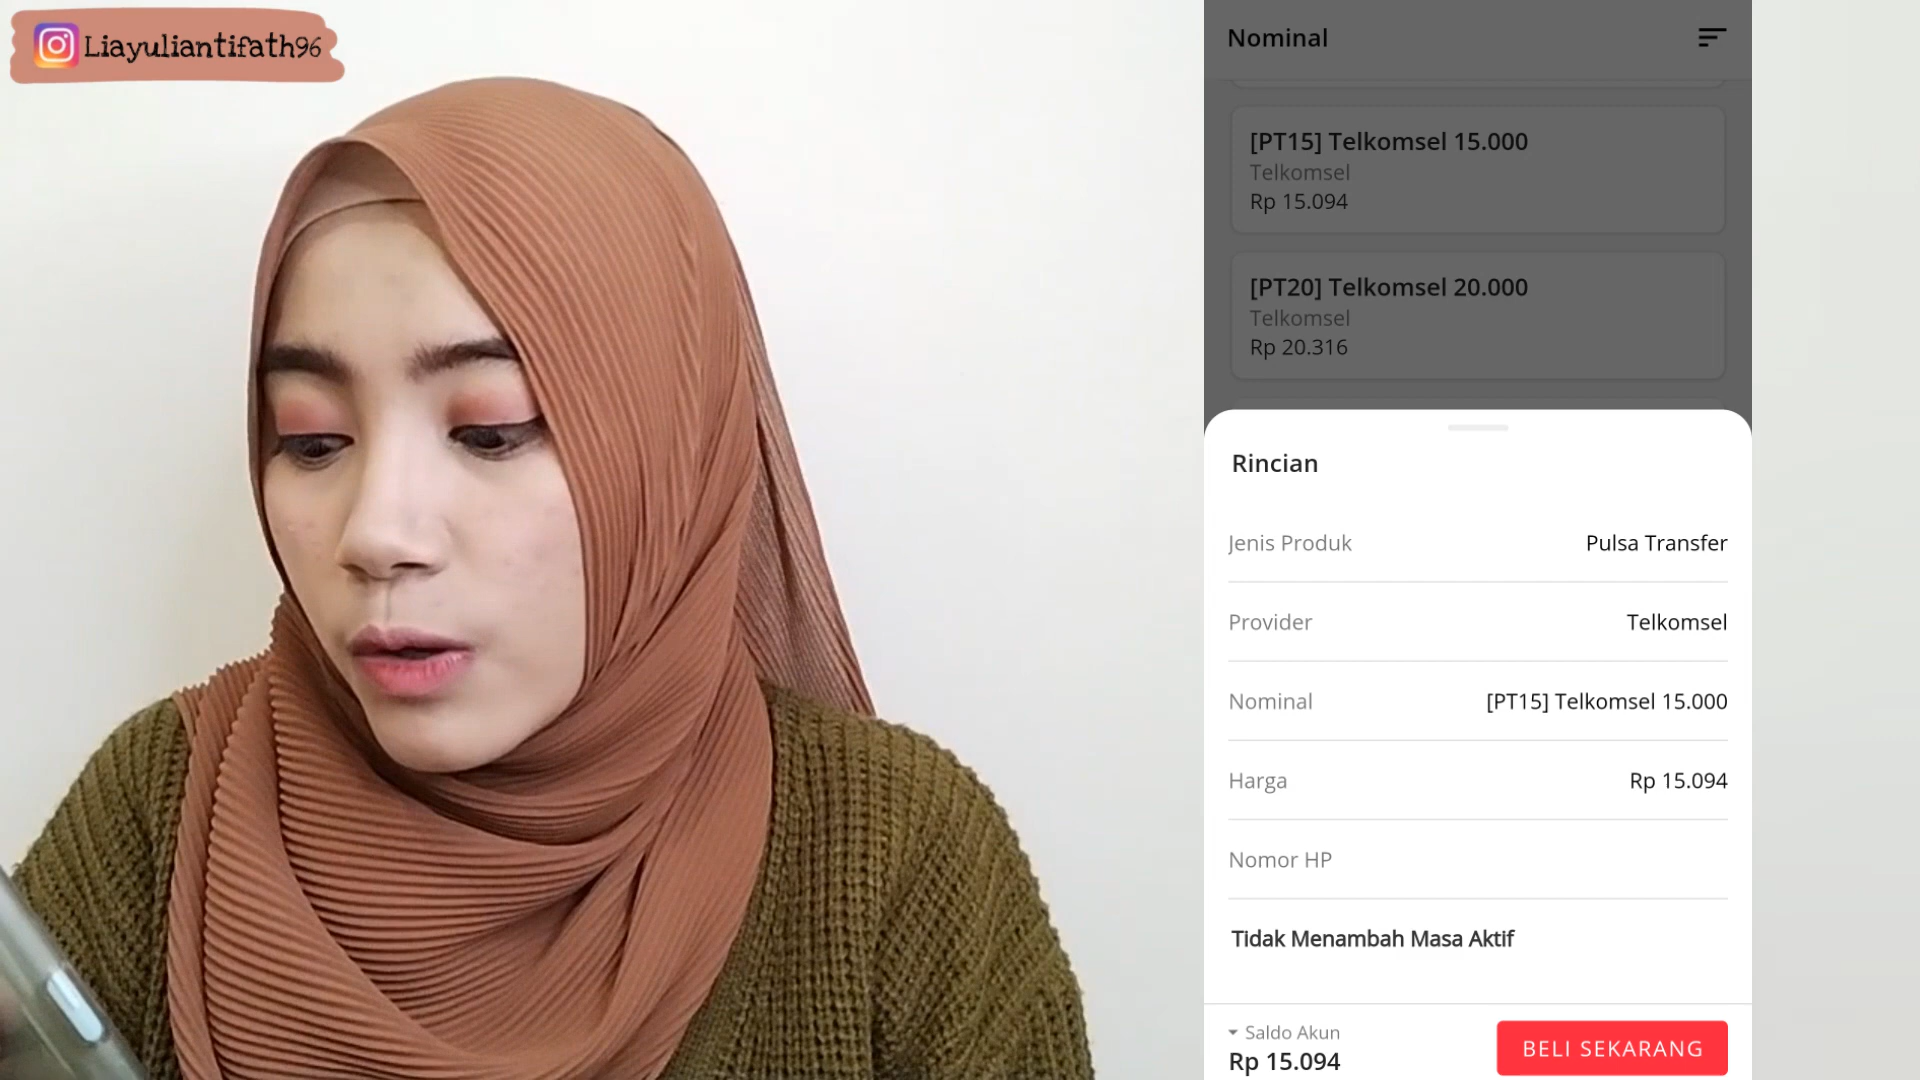 Liayuliantifath96
Nominal
[PT15] Telkomsel 15.000
Telkomsel
Rp 15.094
[PT20] Telkomsel 20.000
Telkomsel
Rp 20.316
Rincian
Jenis Produk Pulsa Transfer
Provider Telkomsel
Nominal [PT15] Telkomsel 15.000
Harga Rp 15.094
Nomor HP
Tidak Menambah Masa Aktif
Saldo Akun
Rp 15.094
BELI SEKARANG